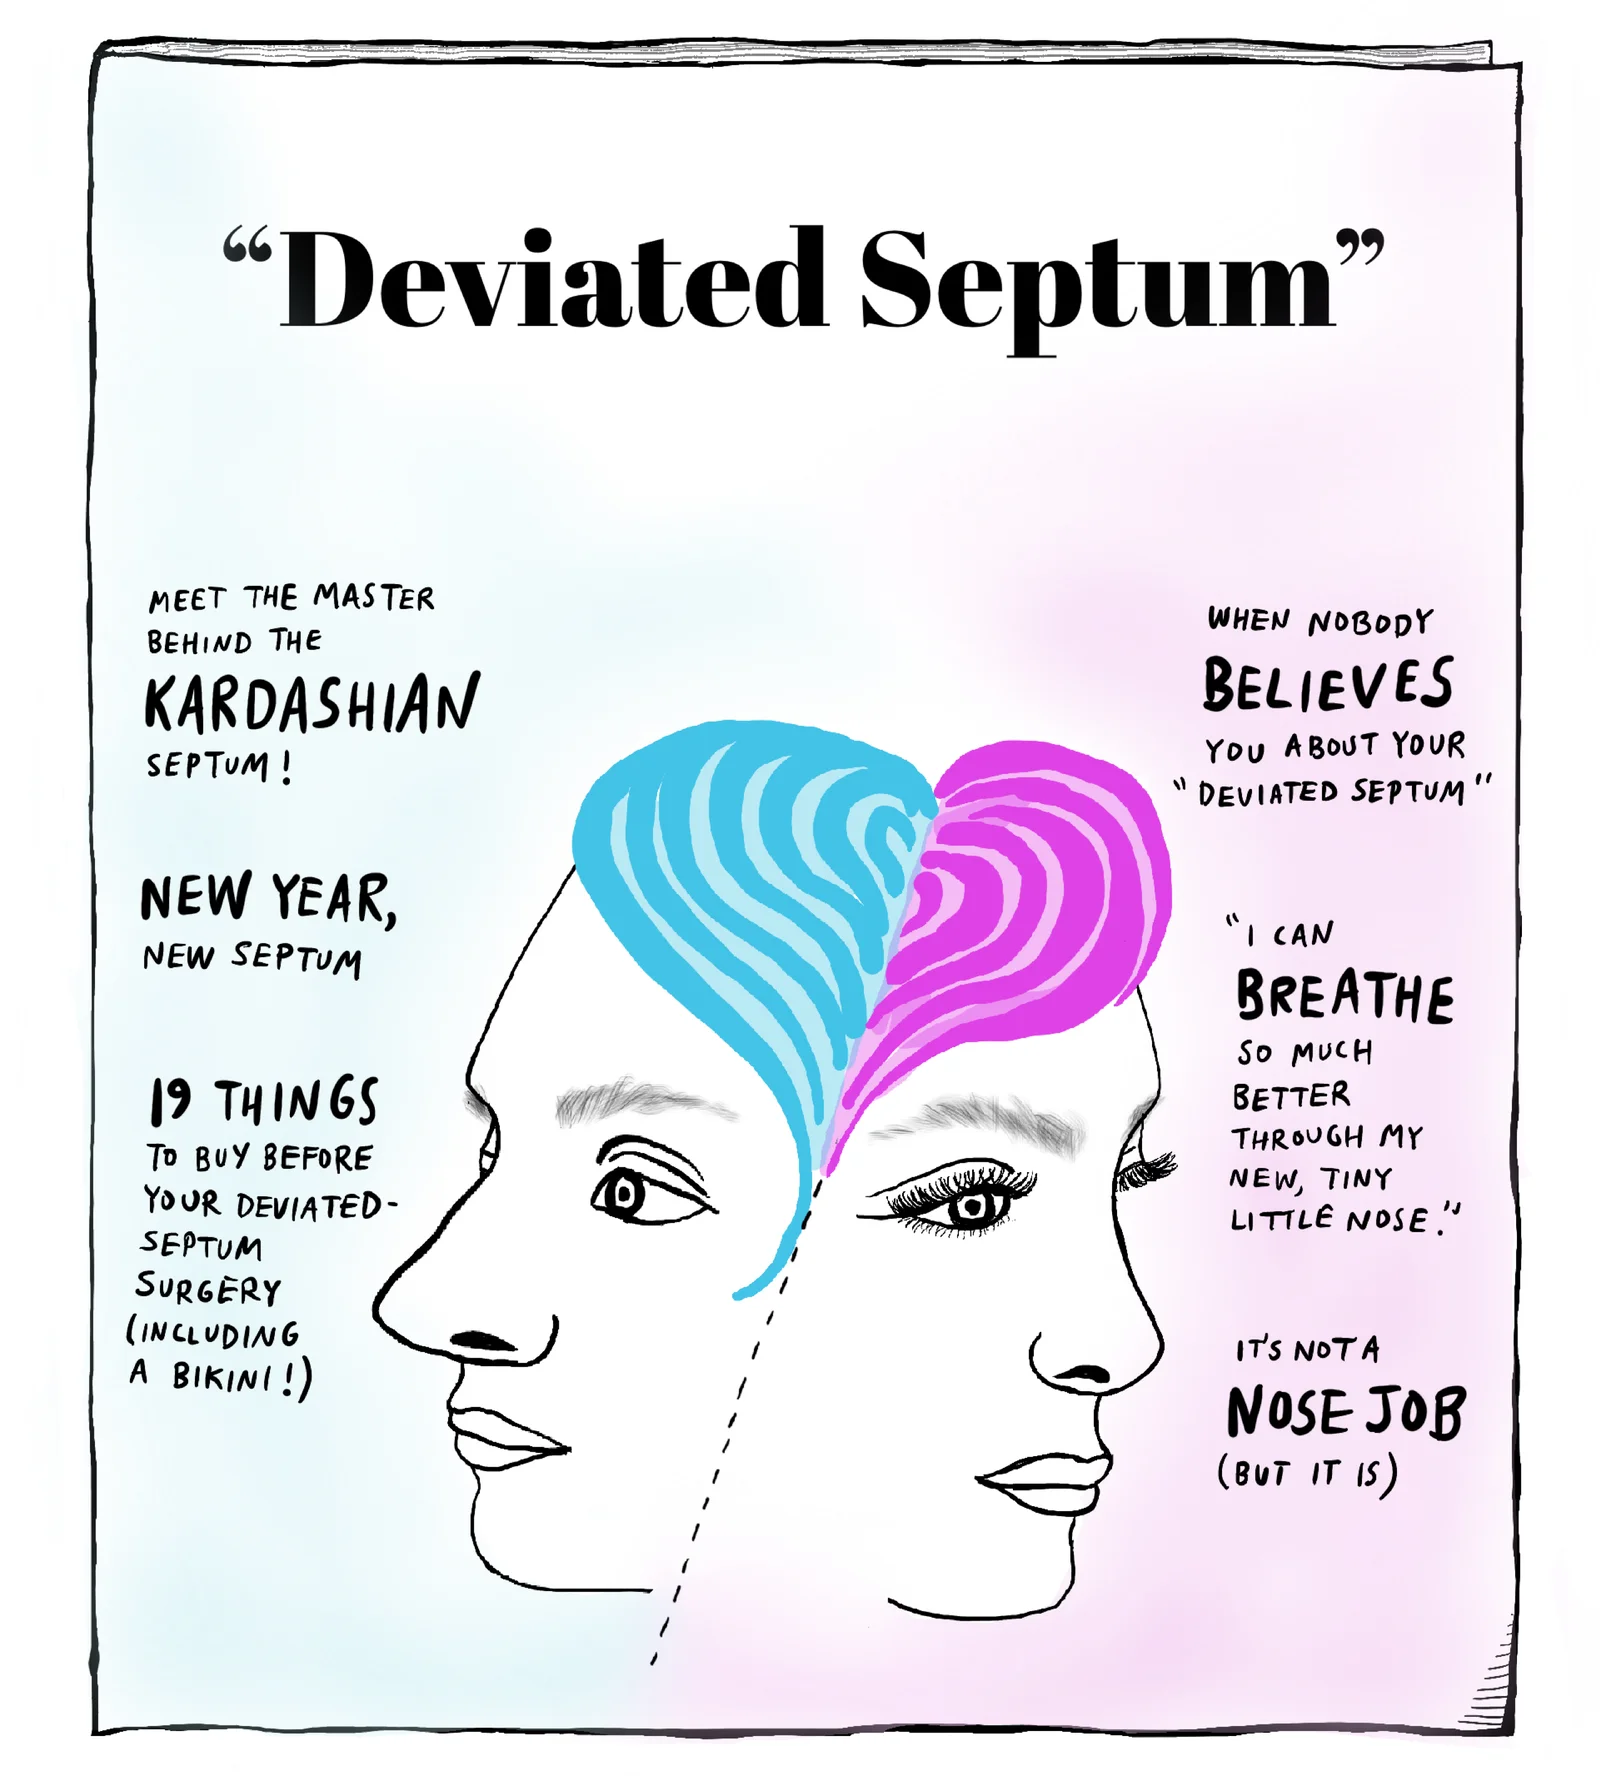 “Deviated Septum”
MEET THE MASTER
BEHIND THE
KARDASHIAN
SEPTUM!
NEW YEAR,
NEW SEPTUM
19 THINGS
TO BUY BEFORE
YOUR DEVIATED-
SEPTUM
SURGERY
(INCLUDING
A BIKINI!)
WHEN NOBODY
BELIEVES
YOU ABOUT YOUR
“DEVIATED SEPTUM”
“I CAN
BREATHE
SO MUCH
BETTER
THROUGH MY
NEW, TINY
LITTLE NOSE.”
IT'S NOT A
NOSE JOB
(BUT IT IS)